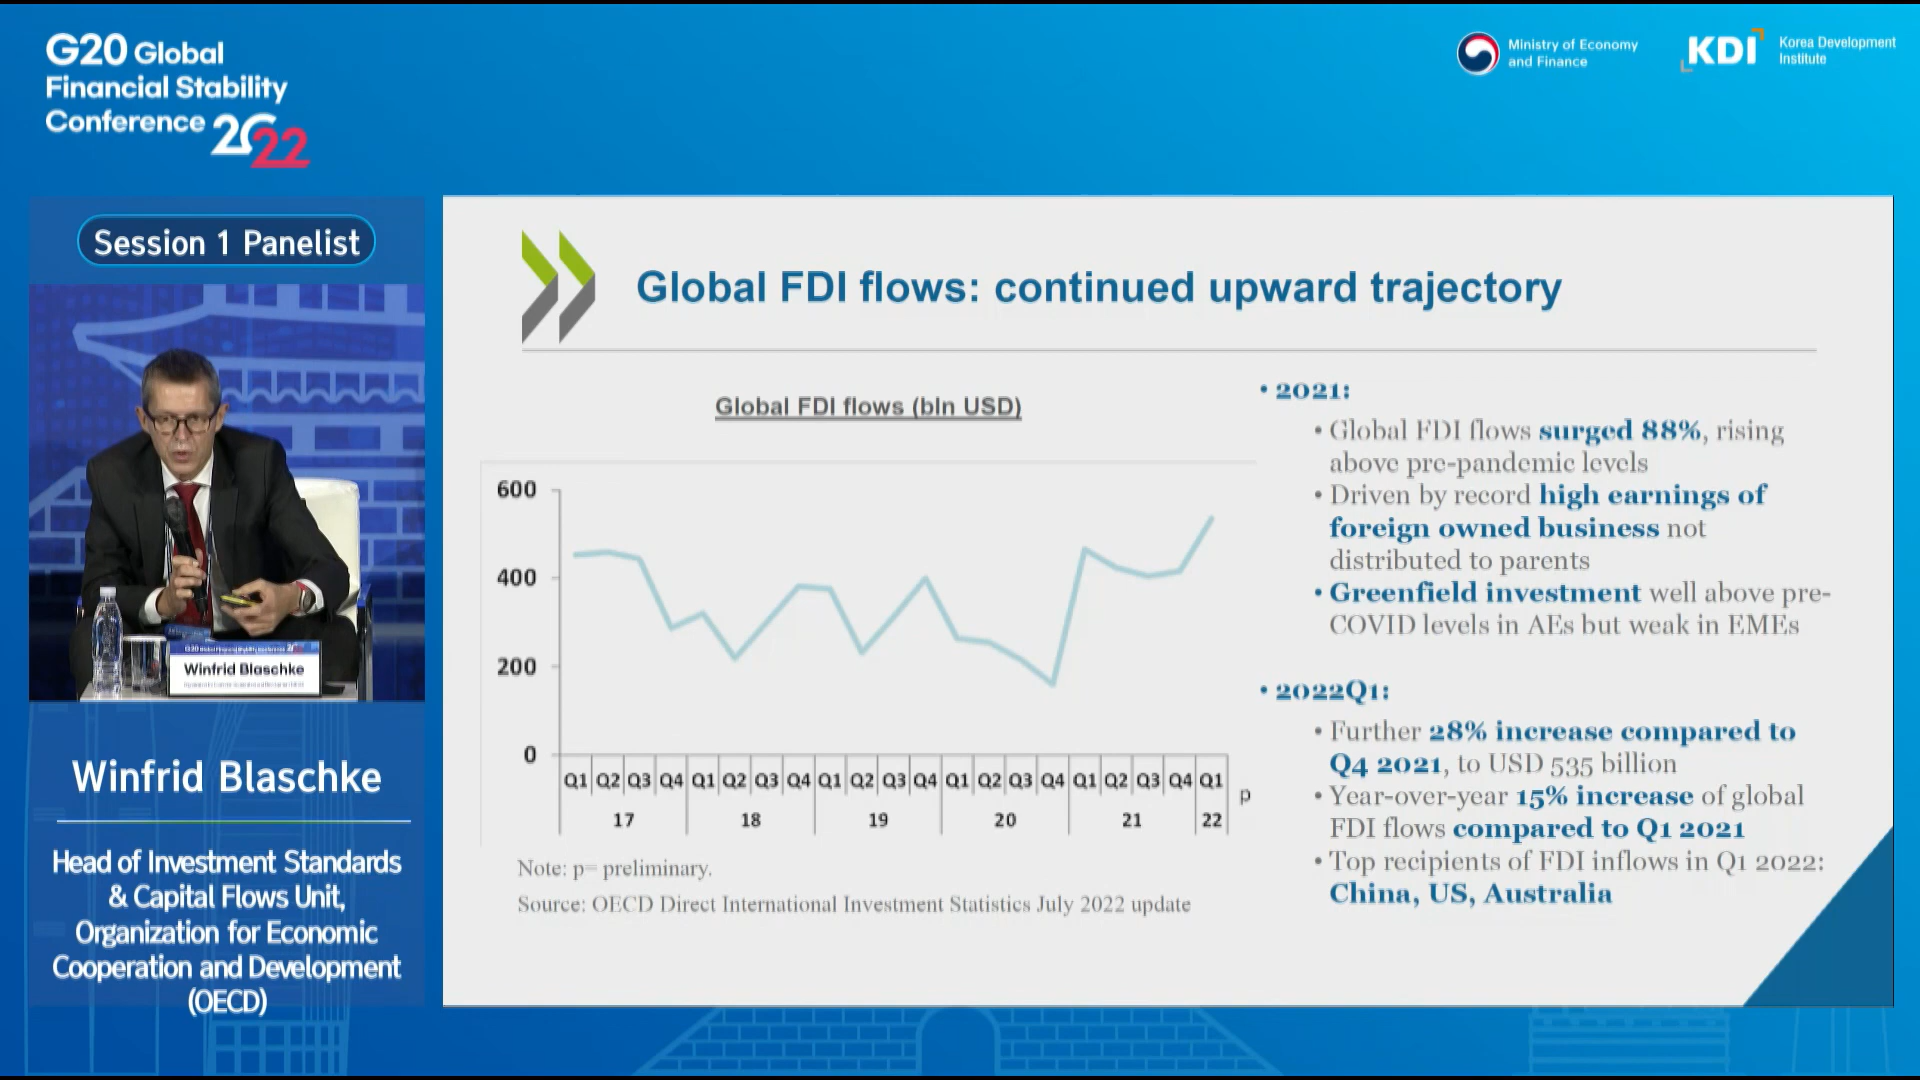 G20 Global
Financial Stability
Conference 2022
Ministry of Economy
and Finance
KDI
Korea Development
Institute
Session 1 Panelist
G20 Global Financial Stability Conference
Winfrid Blaschke
Winfrid Blaschke
Head of Investment Standards
& Capital Flows Unit,
Organization for Economic
Cooperation and Development
(OECD)
Global FDI flows: continued upward trajectory
Global FDI flows (bln USD)
600
400
200
0
Q1 Q2 Q3 Q4 Q1 Q2 Q3 Q4 Q1 Q2 Q3 Q4 Q1 Q2 Q3 Q4 Q1 Q2 Q3 Q4 Q1
p
17 18 19 20 21 22
Note: p= preliminary.
Source: OECD Direct International Investment Statistics July 2022 update
• 2021:
• Global FDI flows surged 88%, rising
above pre-pandemic levels
• Driven by record high earnings of
foreign owned business not
distributed to parents
• Greenfield investment well above pre-
COVID levels in AEs but weak in EMEs
• 2022Q1:
• Further 28% increase compared to
Q4 2021, to USD 535 billion
• Year-over-year 15% increase of global
FDI flows compared to Q1 2021
• Top recipients of FDI inflows in Q1 2022:
China, US, Australia